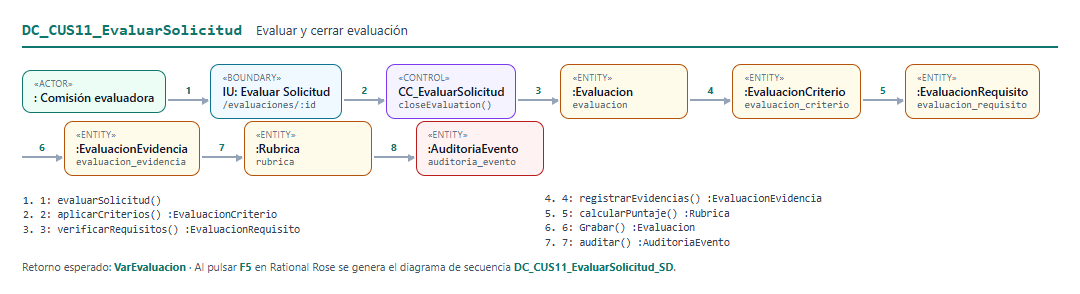 DC_CUS11_EvaluarSolicitud Evaluar y cerrar evaluación
«ACTOR»
: Comisión evaluadora
1
«BOUNDARY»
IU: Evaluar Solicitud
/evaluaciones/:id
2
«CONTROL»
CC_EvaluarSolicitud
closeEvaluation()
3
«ENTITY»
:Evaluacion
evaluacion
4
«ENTITY»
:EvaluacionCriterio
evaluacion_criterio
5
«ENTITY»
:EvaluacionRequisito
evaluacion_requisito
6
«ENTITY»
:EvaluacionEvidencia
evaluacion_evidencia
7
«ENTITY»
:Rubrica
rubrica
8
«ENTITY»
:AuditoriaEvento
auditoria_evento
1. 1: evaluarSolicitud()
2. 2: aplicarCriterios() :EvaluacionCriterio
3. 3: verificarRequisitos() :EvaluacionRequisito
4. 4: registrarEvidencias() :EvaluacionEvidencia
5. 5: calcularPuntaje() :Rubrica
6. 6: Grabar() :Evaluacion
7. 7: auditar() :AuditoriaEvento
Retorno esperado: VarEvaluacion · Al pulsar F5 en Rational Rose se genera el diagrama de secuencia DC_CUS11_EvaluarSolicitud_SD.